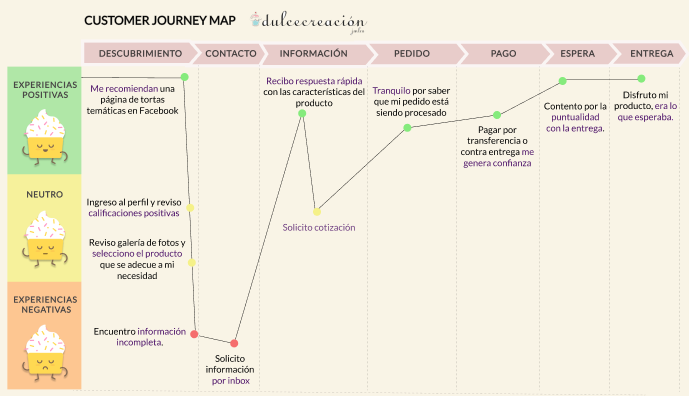 CUSTOMER JOURNEY MAP
dulcecreación
julio
DESCUBRIMIENTO
CONTACTO
INFORMACIÓN
PEDIDO
PAGO
ESPERA
ENTREGA
EXPERIENCIAS
POSITIVAS
Me recomiendan una
página de tortas
temáticas en Facebook
Recibo respuesta rápida
con las características del
producto
Tranquilo por saber
que mi pedido está
siendo procesado
Pagar por
transferencia o
contra entrega me
genera confianza
Contento por la
puntualidad
con la entrega.
Disfruto mi
producto, era lo
que esperaba.
NEUTRO
Ingreso al perfil y reviso
calificaciones positivas
Solicito cotización
Reviso galería de fotos y
selecciono el producto
que se adecue a mi
necesidad
EXPERIENCIAS
NEGATIVAS
Encuentro información
incompleta.
Solicito
información
por inbox